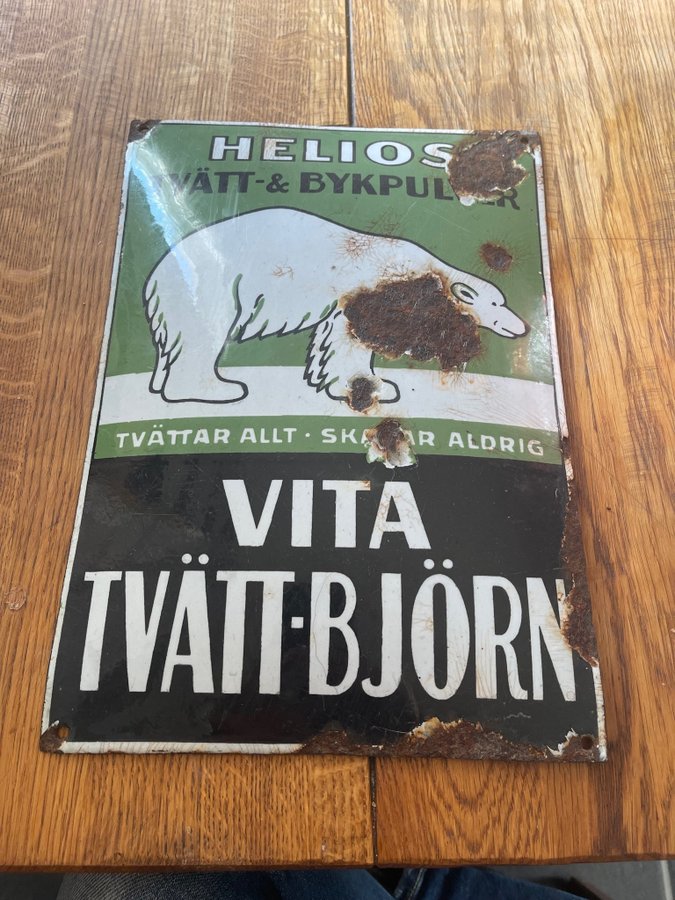 HELIOS
TVÄTT-& BYKPULVER
TVÄTTAR ALLT · SKADAR ALDRIG
VITA
TVÄTT-BJÖRN